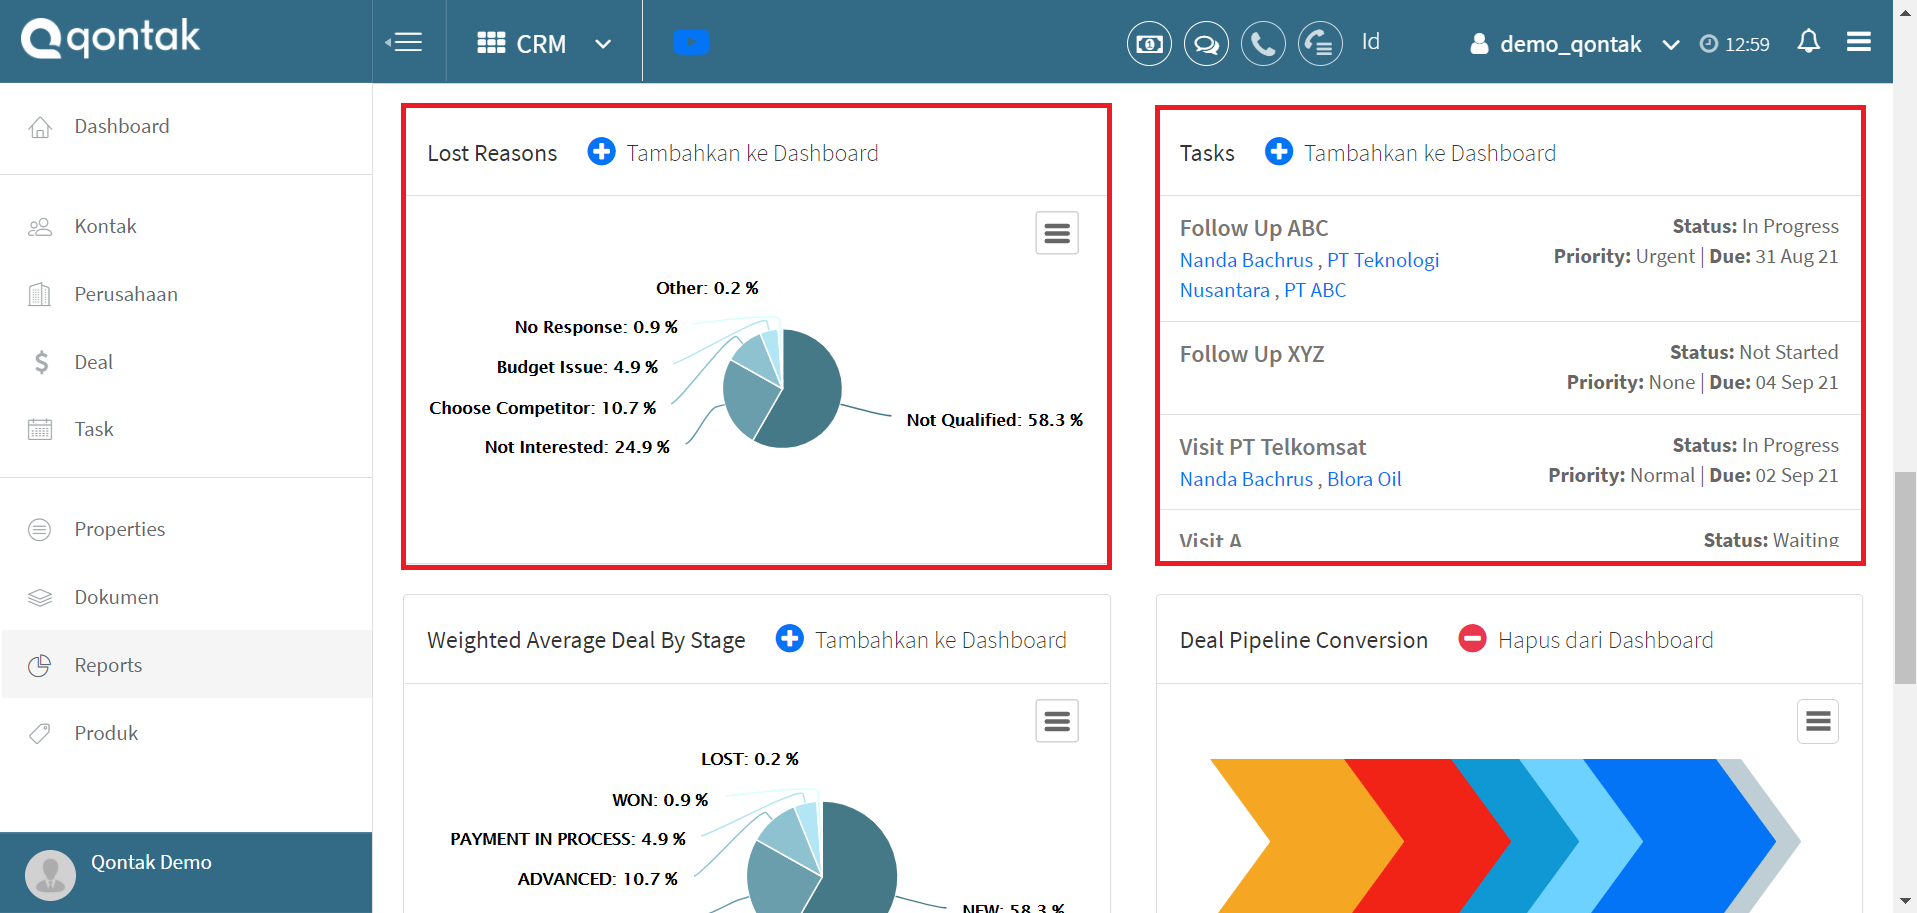 qontak
CRM
Id
demo_qontak
12:59
Dashboard
Kontak
Perusahaan
Deal
Task
Properties
Dokumen
Reports
Produk
Qontak Demo
Lost Reasons
Tambahkan ke Dashboard
Other: 0.2 %
No Response: 0.9 %
Budget Issue: 4.9 %
Choose Competitor: 10.7 %
Not Interested: 24.9 %
Not Qualified: 58.3 %
Tasks
Tambahkan ke Dashboard
Follow Up ABC
Nanda Bachrus , PT Teknologi
Nusantara , PT ABC
Status: In Progress
Priority: Urgent | Due: 31 Aug 21
Follow Up XYZ
Status: Not Started
Priority: None | Due: 04 Sep 21
Visit PT Telkomsat
Nanda Bachrus , Blora Oil
Status: In Progress
Priority: Normal | Due: 02 Sep 21
Visit A
Status: Waiting
Weighted Average Deal By Stage
Tambahkan ke Dashboard
LOST: 0.2 %
WON: 0.9 %
PAYMENT IN PROCESS: 4.9 %
ADVANCED: 10.7 %
NEW: 58.3 %
Deal Pipeline Conversion
Hapus dari Dashboard